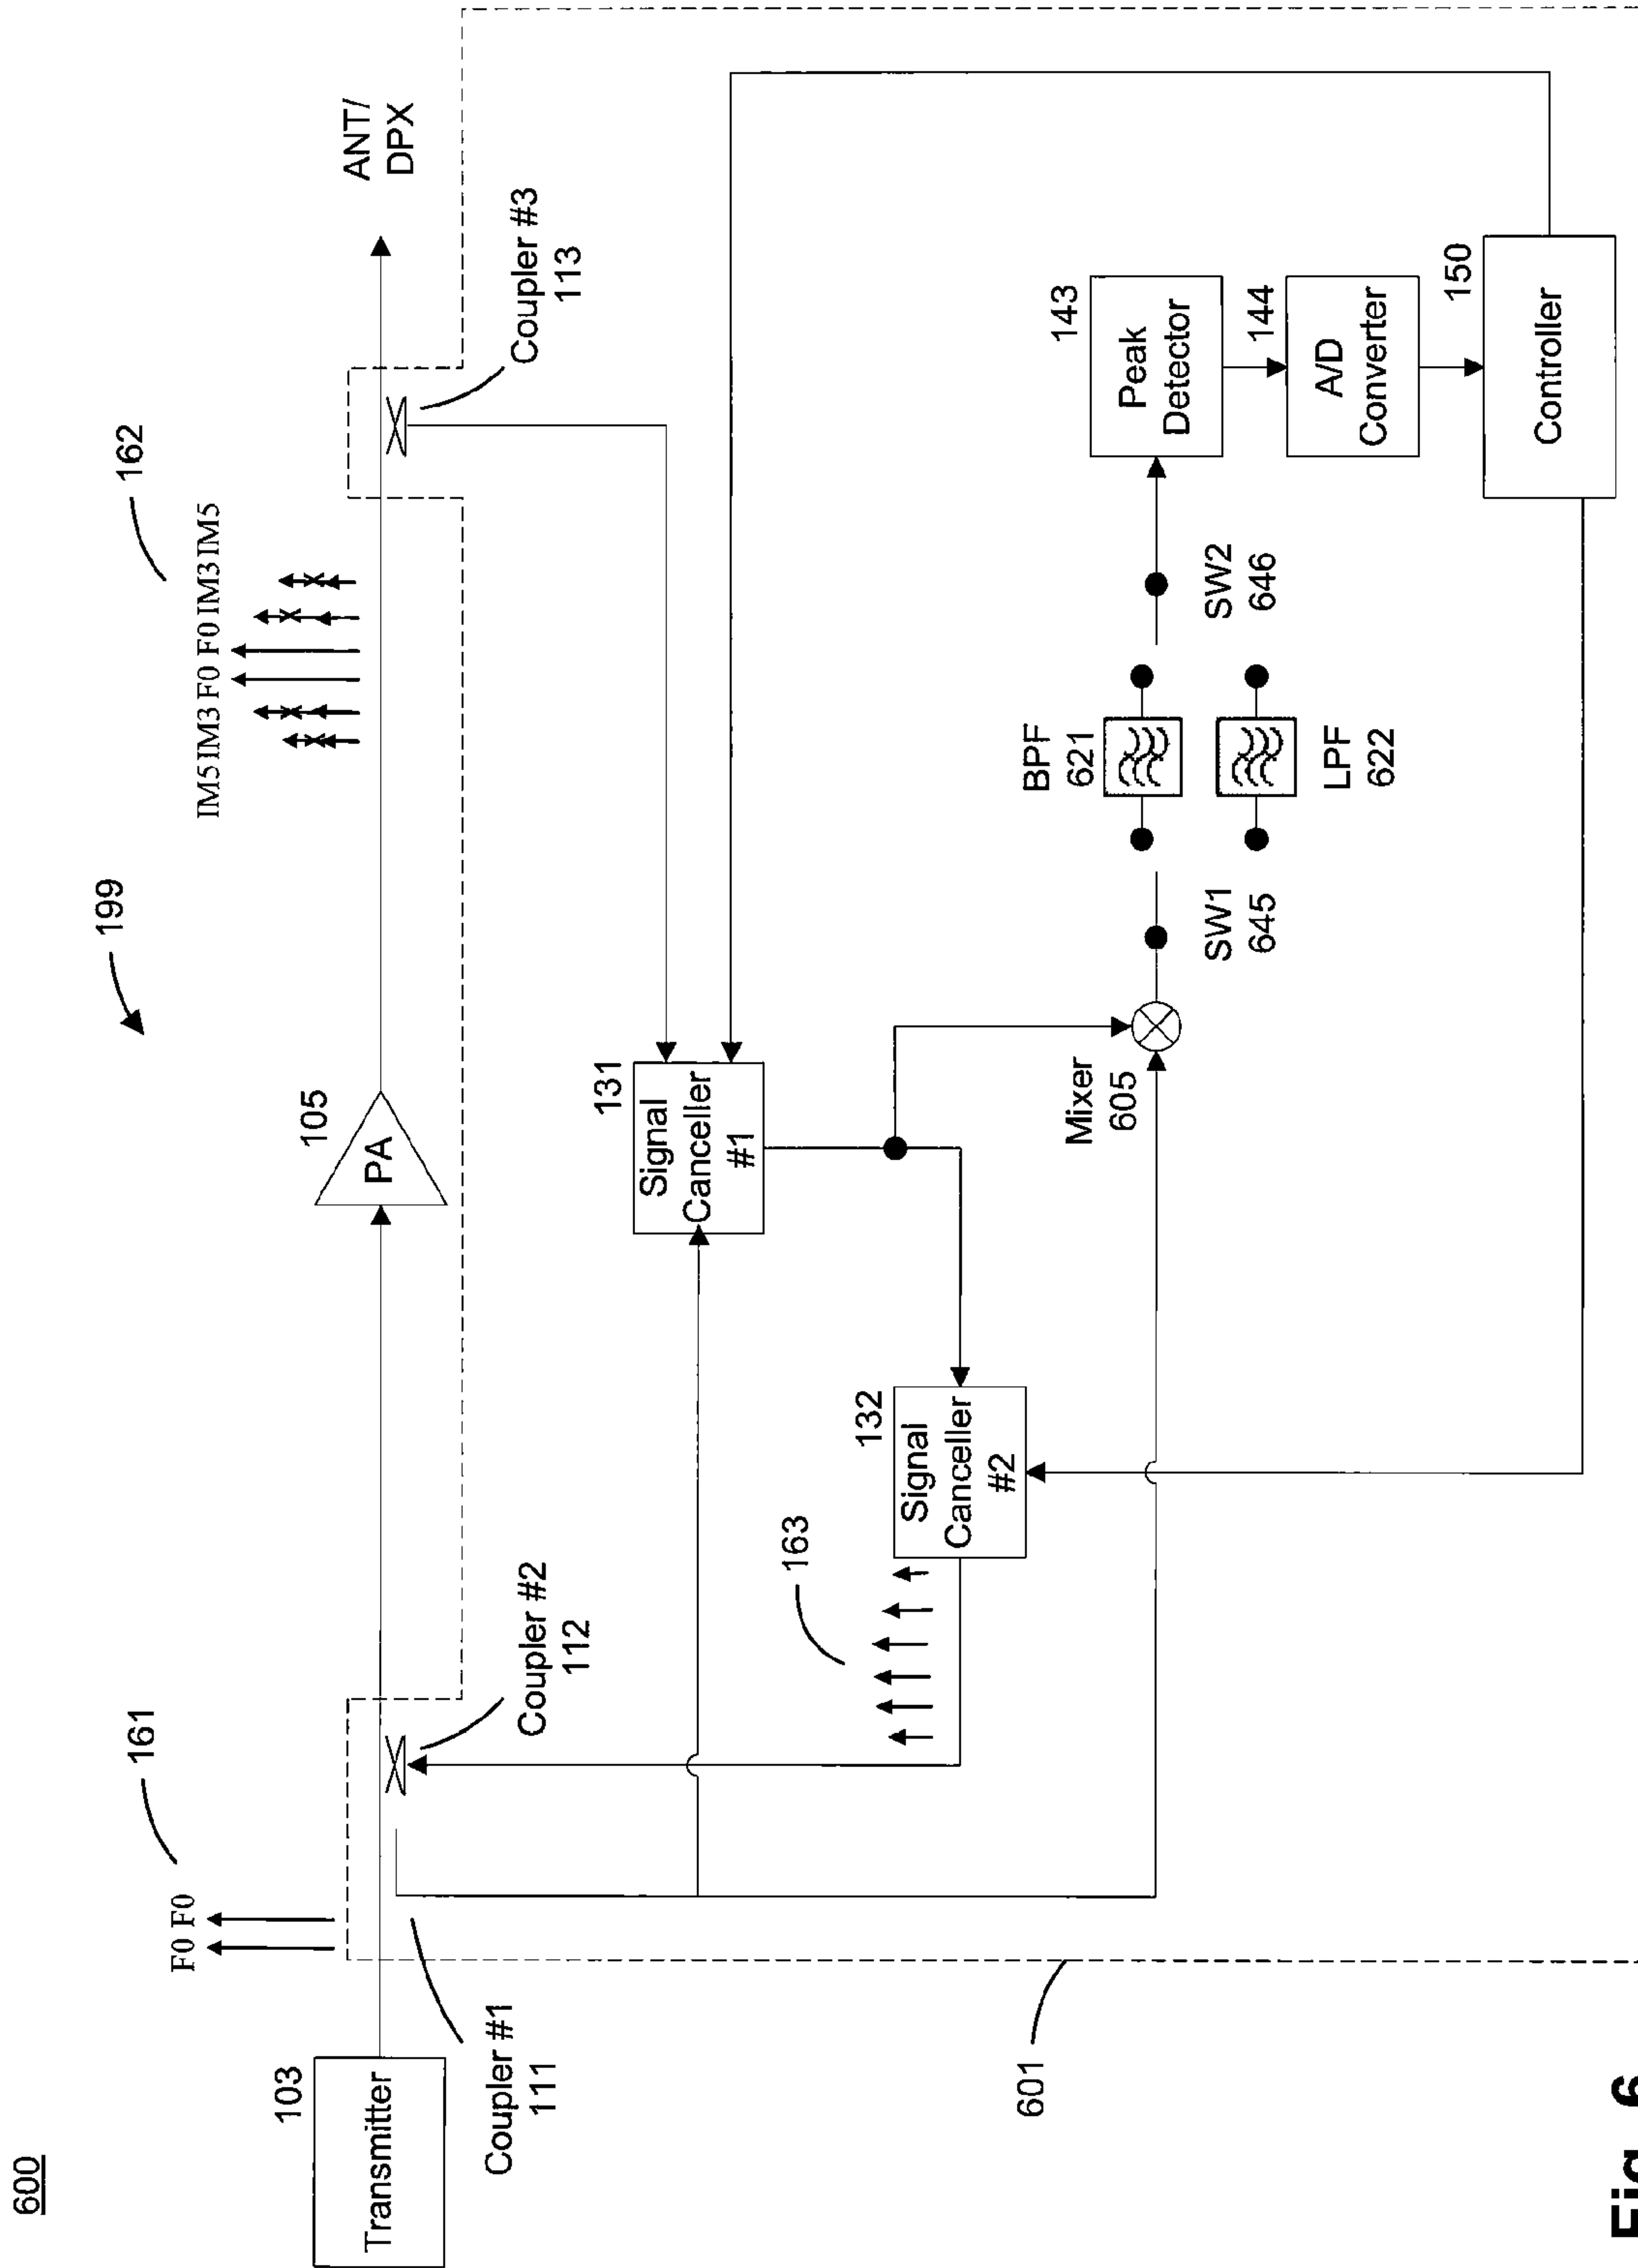 600
199
161
F0 F0
162
IM5 IM3 F0 F0 IM3 IM5
103
Transmitter
Coupler #1
111
Coupler #2
112
105
PA
Coupler #3
113
ANT/
DPX
131
Signal
Canceller
#1
163
132
Signal
Canceller
#2
Mixer
605
SW1
645
BPF
621
LPF
622
SW2
646
143
Peak
Detector
144
A/D
Converter
150
Controller
601
Fig. 6